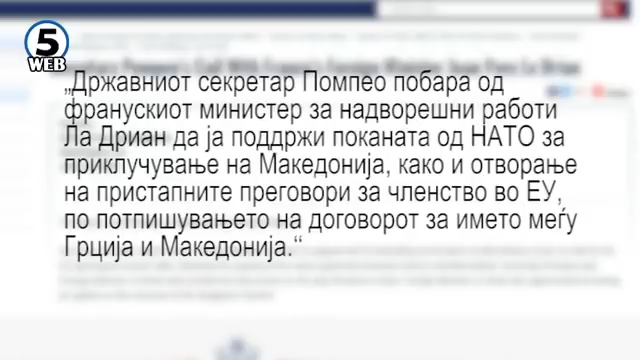 5
WEB
„Државниот секретар Помпео побара од
франускиот министер за надворешни работи
Ла Дриан да ја поддржи поканата од НАТО за
приклучување на Македонија, како и отворање
на пристапните преговори за членство во ЕУ,
по потпишувањето на договорот за името меѓу
Грција и Македонија.“